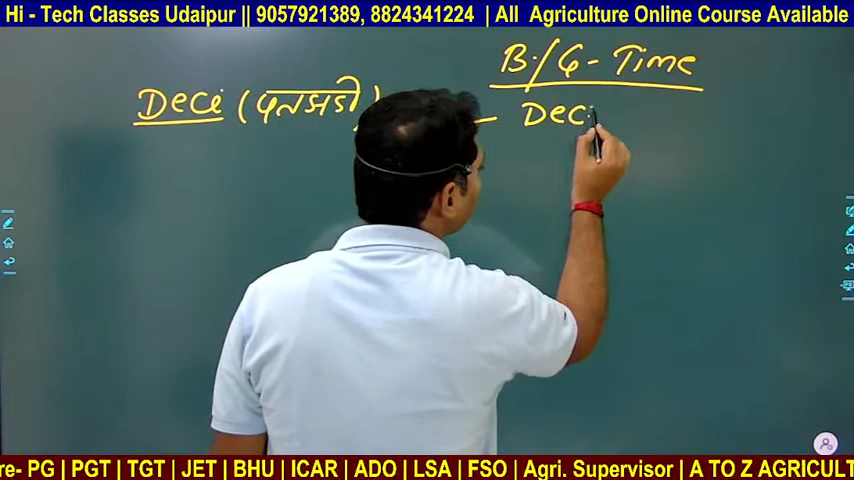 Hi - Tech Classes Udaipur || 9057921389, 8824341224 | All Agriculture Online Course Available
B./G - Time
Deci (पतझडी) - Dec
re- PG | PGT | TGT | JET | BHU | ICAR | ADO | LSA | FSO | Agri. Supervisor | A TO Z AGRICULT